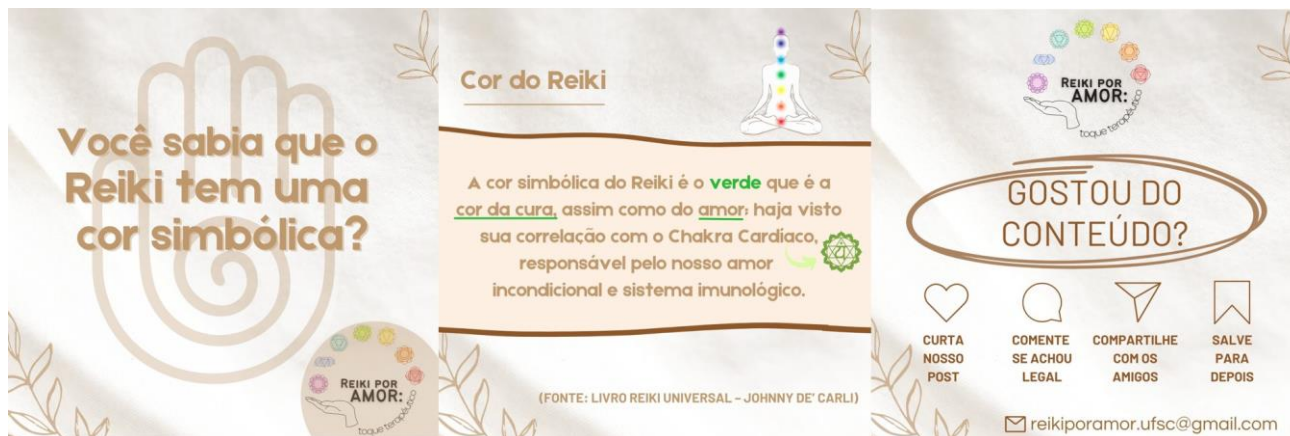 Você sabia que o
Reiki tem uma
cor simbólica?
REIKI POR
AMOR:
toque terapêutico
Cor do Reiki
A cor simbólica do Reiki é o verde que é a
cor da cura, assim como do amor; haja visto
sua correlação com o Chakra Cardíaco,
responsável pelo nosso amor
incondicional e sistema imunológico.
(FONTE: LIVRO REIKI UNIVERSAL - JOHNNY DE' CARLI)
REIKI POR
AMOR:
toque terapêutico
GOSTOU DO
CONTEÚDO?
CURTA
NOSSO
POST
COMENTE
SE ACHOU
LEGAL
COMPARTILHE
COM OS
AMIGOS
SALVE
PARA
DEPOIS
reikiporamor.ufsc@gmail.com